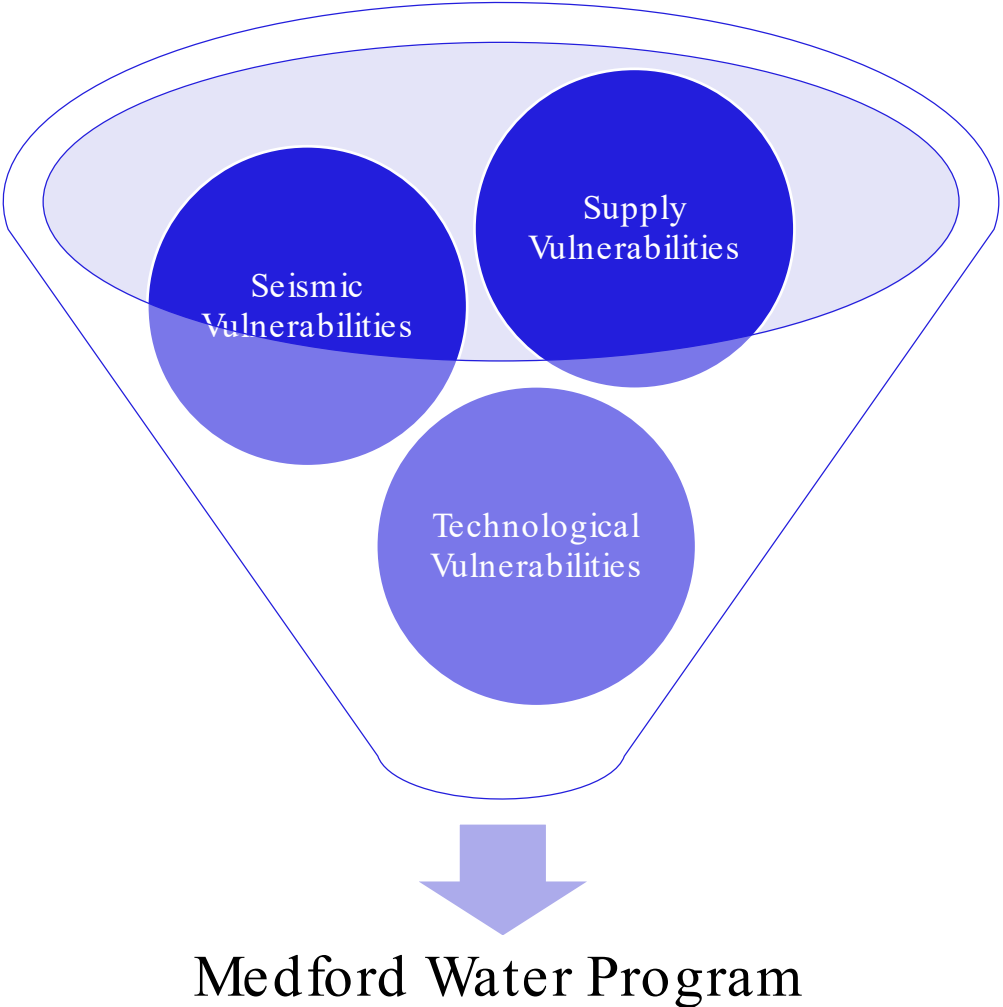 Supply
Vulnerabilities
Seismic
Vulnerabilities
Technological
Vulnerabilities
Medford Water Program